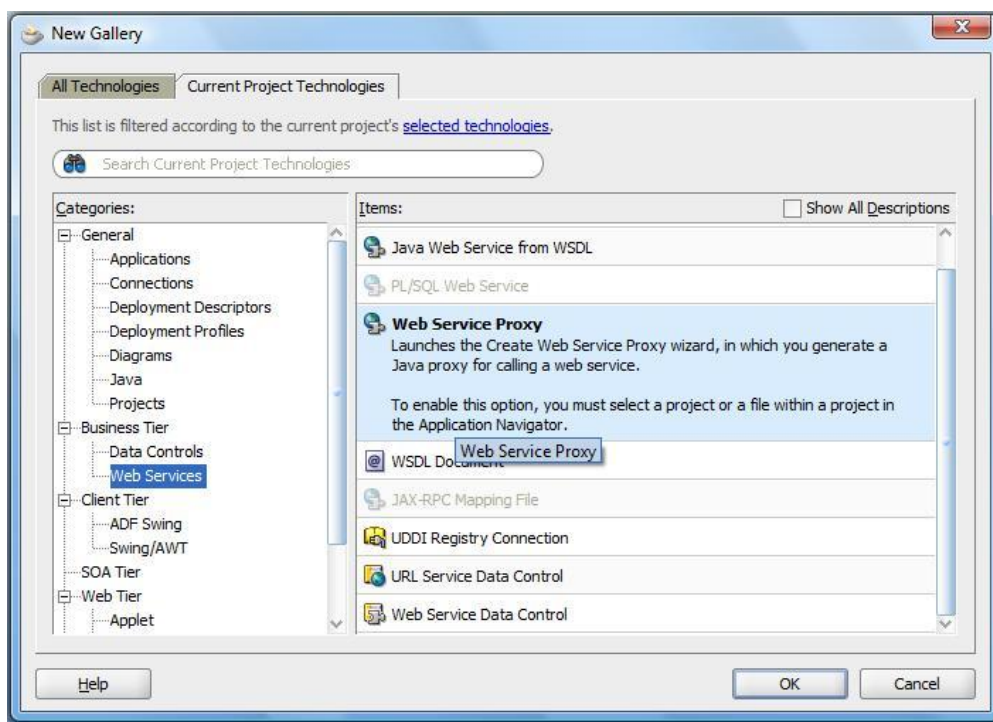 New Gallery
All Technologies
Current Project Technologies
This list is filtered according to the current project's selected technologies.
Search Current Project Technologies
Categories:
General
Applications
Connections
Deployment Descriptors
Deployment Profiles
Diagrams
Java
Projects
Business Tier
Data Controls
Web Services
Client Tier
ADF Swing
Swing/AWT
SOA Tier
Web Tier
Applet
Items:
Show All Descriptions
Java Web Service from WSDL
PL/SQL Web Service
Web Service Proxy
Launches the Create Web Service Proxy wizard, in which you generate a
Java proxy for calling a web service.
To enable this option, you must select a project or a file within a project in
the Application Navigator.
Web Service Proxy
WSDL Document
JAX-RPC Mapping File
UDDI Registry Connection
URL Service Data Control
Web Service Data Control
Help
OK
Cancel